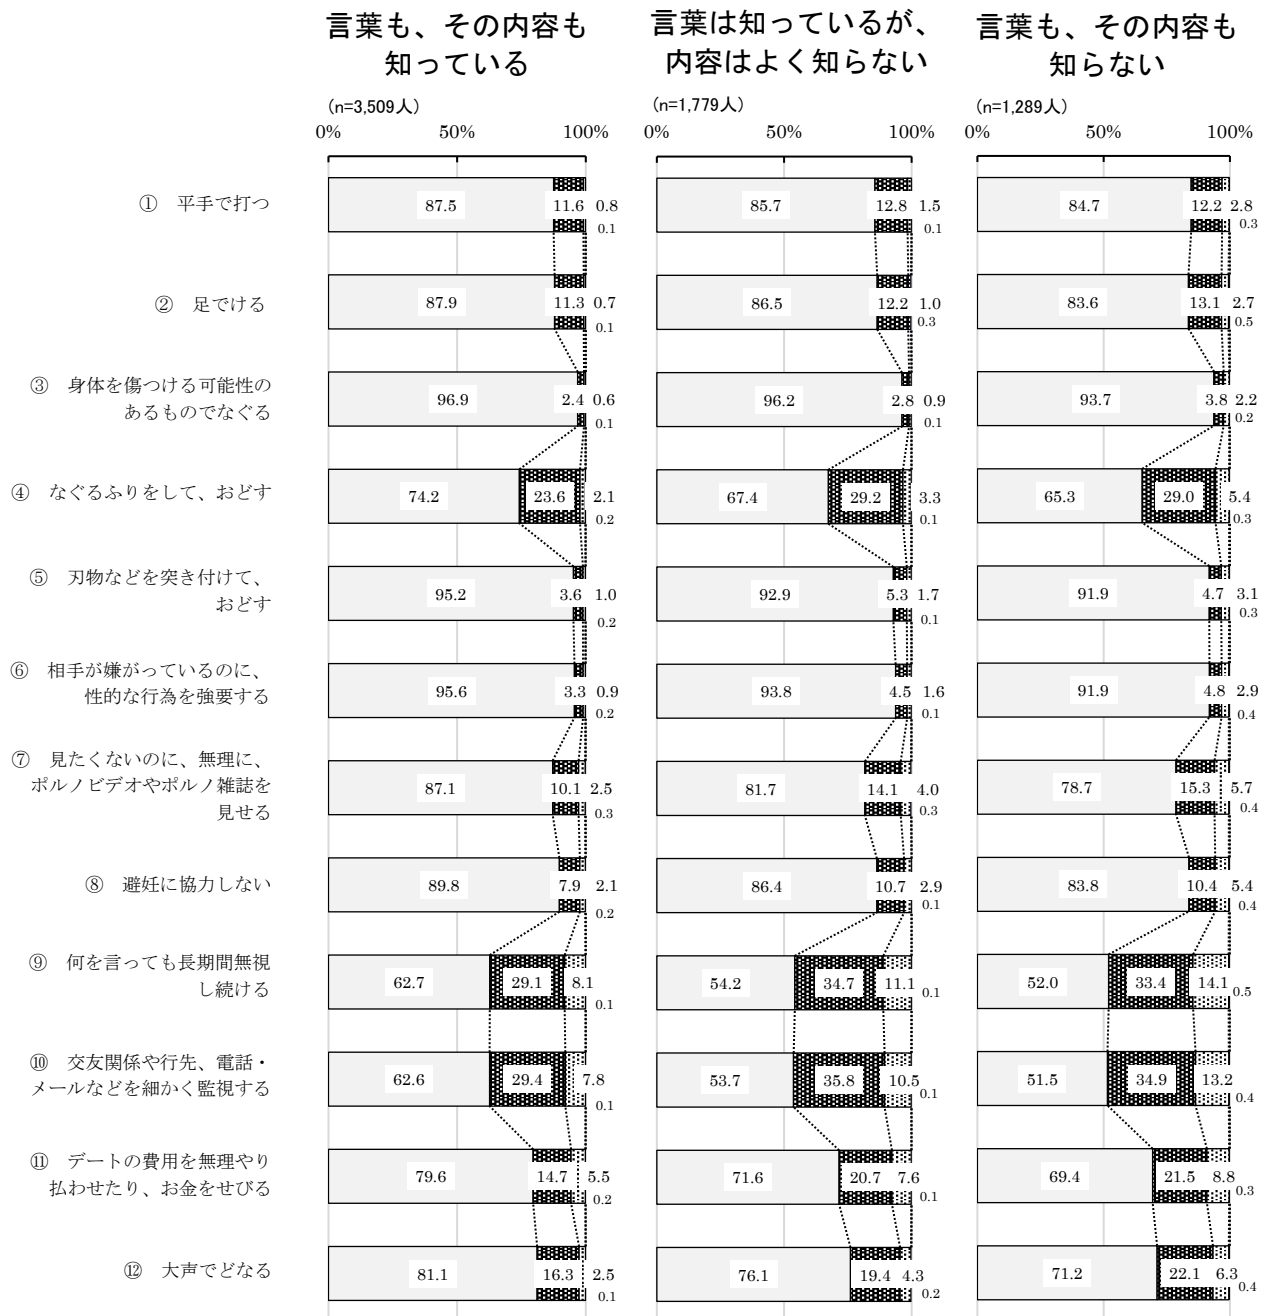 言葉も、その内容も
知っている
言葉は知っているが、
内容はよく知らない
言葉も、その内容も
知らない
(n=3,509人)
(n=1,779人)
(n=1,289人)
0% 50% 100%
0% 50% 100%
0% 50% 100%
① 平手で打つ
87.5 11.6 0.8 0.1
85.7 12.8 1.5 0.1
84.7 12.2 2.8 0.3
② 足でける
87.9 11.3 0.7 0.1
86.5 12.2 1.0 0.3
83.6 13.1 2.7 0.5
③ 身体を傷つける可能性の
あるものでなぐる
96.9 2.4 0.6 0.1
96.2 2.8 0.9 0.1
93.7 3.8 2.2 0.2
④ なぐるふりをして、おどす
74.2 23.6 2.1 0.2
67.4 29.2 3.3 0.1
65.3 29.0 5.4 0.3
⑤ 刃物などを突き付けて、
おどす
95.2 3.6 1.0 0.2
92.9 5.3 1.7 0.1
91.9 4.7 3.1 0.3
⑥ 相手が嫌がっているのに、
性的な行為を強要する
95.6 3.3 0.9 0.2
93.8 4.5 1.6 0.1
91.9 4.8 2.9 0.4
⑦ 見たくないのに、無理に、
ポルノビデオやポルノ雑誌を
見せる
87.1 10.1 2.5 0.3
81.7 14.1 4.0 0.3
78.7 15.3 5.7 0.4
⑧ 避妊に協力しない
89.8 7.9 2.1 0.2
86.4 10.7 2.9 0.1
83.8 10.4 5.4 0.4
⑨ 何を言っても長期間無視
し続ける
62.7 29.1 8.1 0.1
54.2 34.7 11.1 0.1
52.0 33.4 14.1 0.5
⑩ 交友関係や行先、電話・
メールなどを細かく監視する
62.6 29.4 7.8 0.1
53.7 35.8 10.5 0.1
51.5 34.9 13.2 0.4
⑪ デートの費用を無理やり
払わせたり、お金をせびる
79.6 14.7 5.5 0.2
71.6 20.7 7.6 0.1
69.4 21.5 8.8 0.3
⑫ 大声でどなる
81.1 16.3 2.5 0.1
76.1 19.4 4.3 0.2
71.2 22.1 6.3 0.4